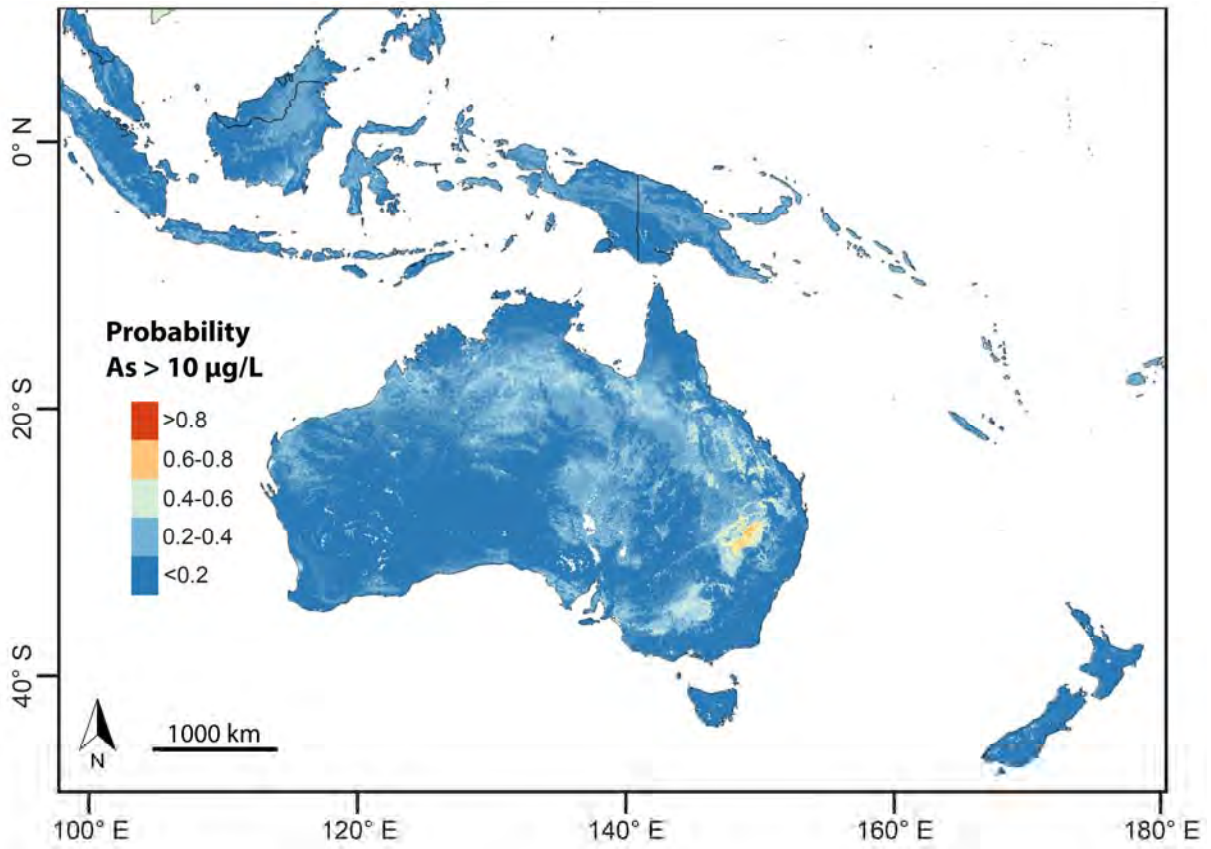 0° N
20° S
40° S
Probability
As > 10 µg/L
>0.8
0.6-0.8
0.4-0.6
0.2-0.4
<0.2
N
1000 km
100° E
120° E
140° E
160° E
180° E